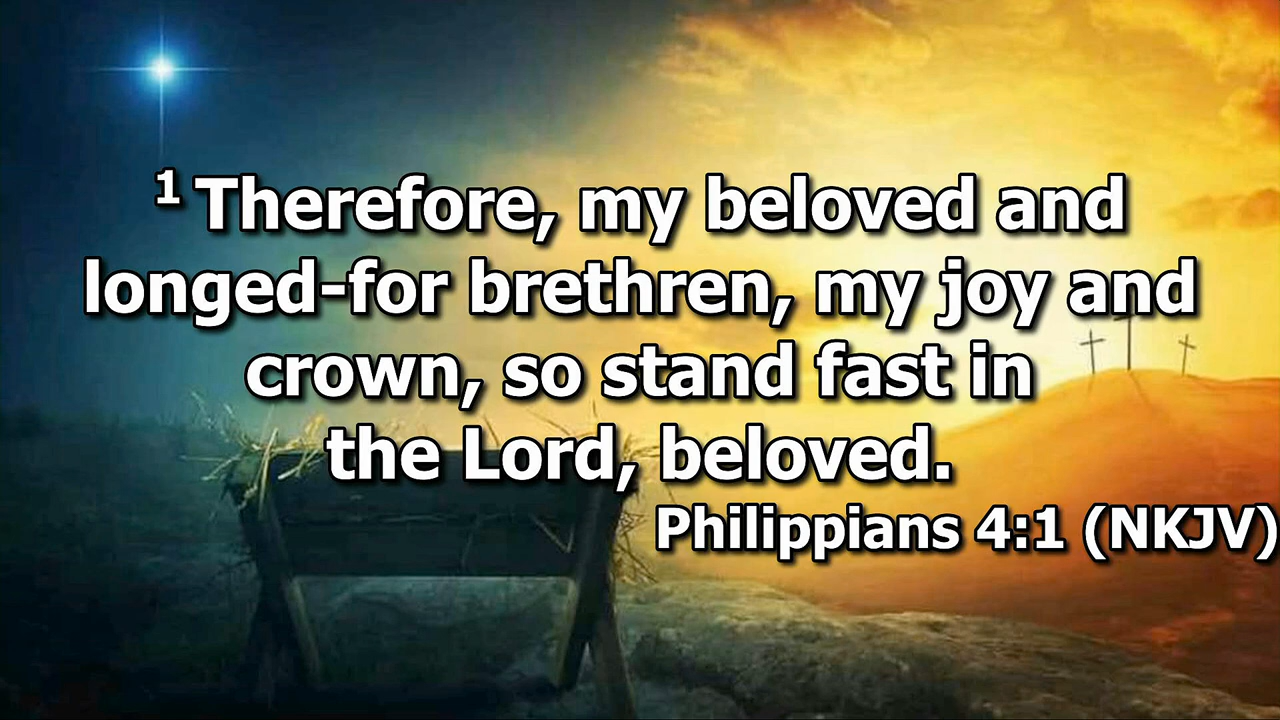 1 Therefore, my beloved and
longed-for brethren, my joy and
crown, so stand fast in
the Lord, beloved.
Philippians 4:1 (NKJV)